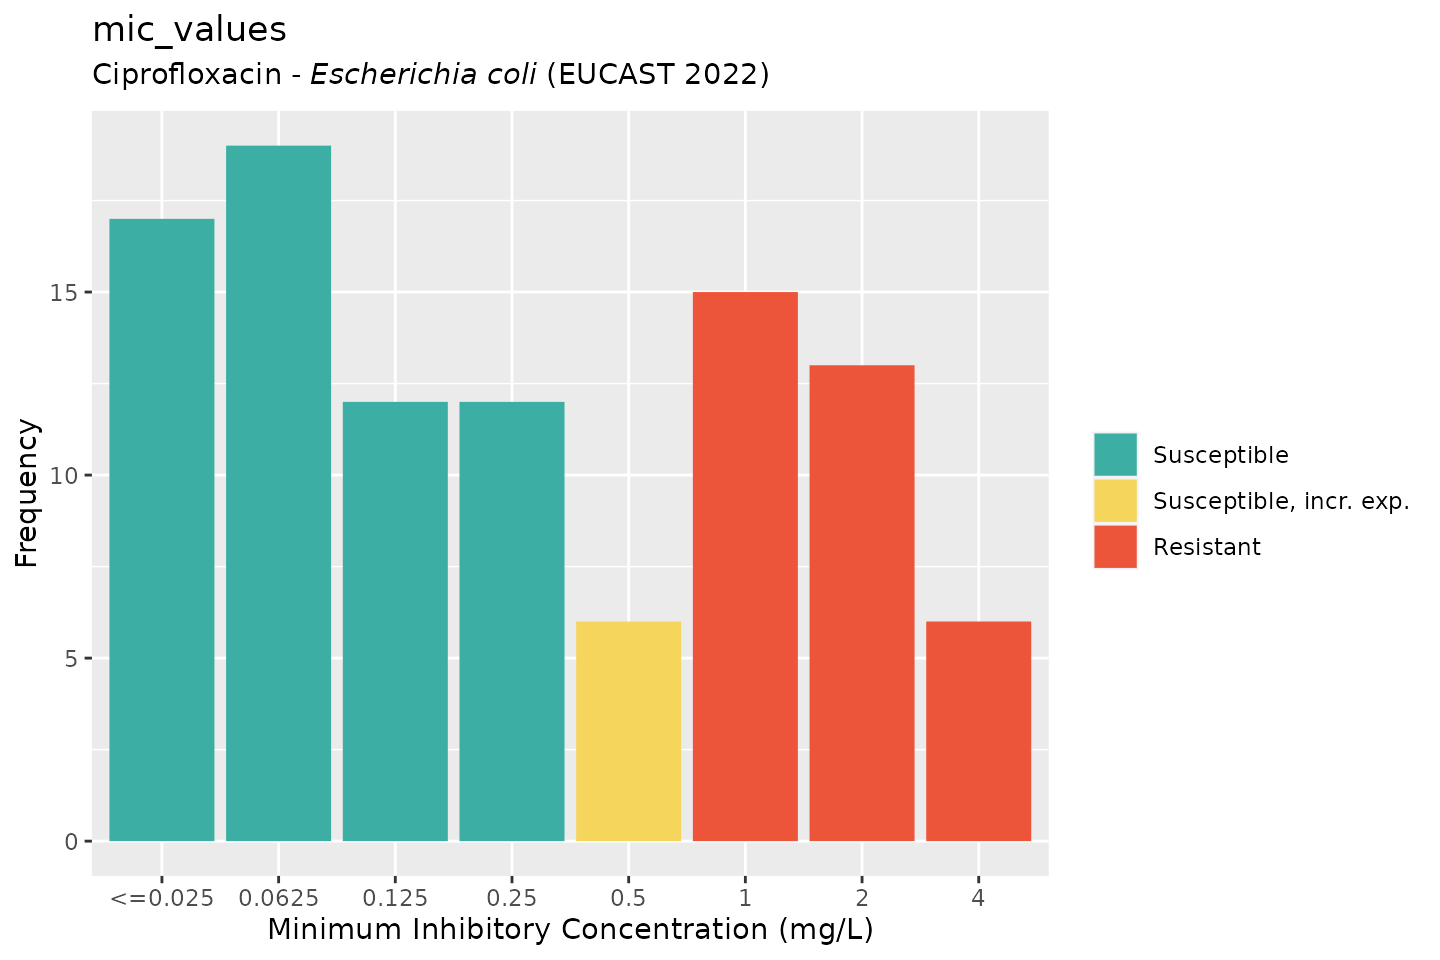 mic_values
Ciprofloxacin - Escherichia coli (EUCAST 2022)
Frequency
15
10
5
0
<=0.025 0.0625 0.125 0.25 0.5 1 2 4
Minimum Inhibitory Concentration (mg/L)
Susceptible
Susceptible, incr. exp.
Resistant